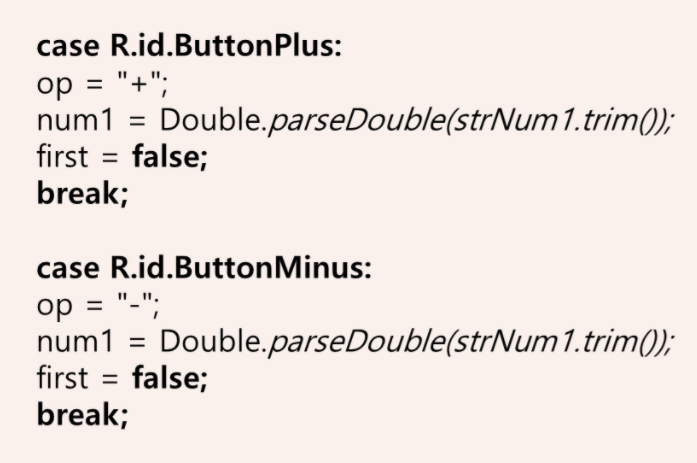 case R.id.ButtonPlus:
op = "+";
num1 = Double.parseDouble(strNum1.trim());
first = false;
break;
case R.id.ButtonMinus:
op = "-";
num1 = Double.parseDouble(strNum1.trim());
first = false;
break;